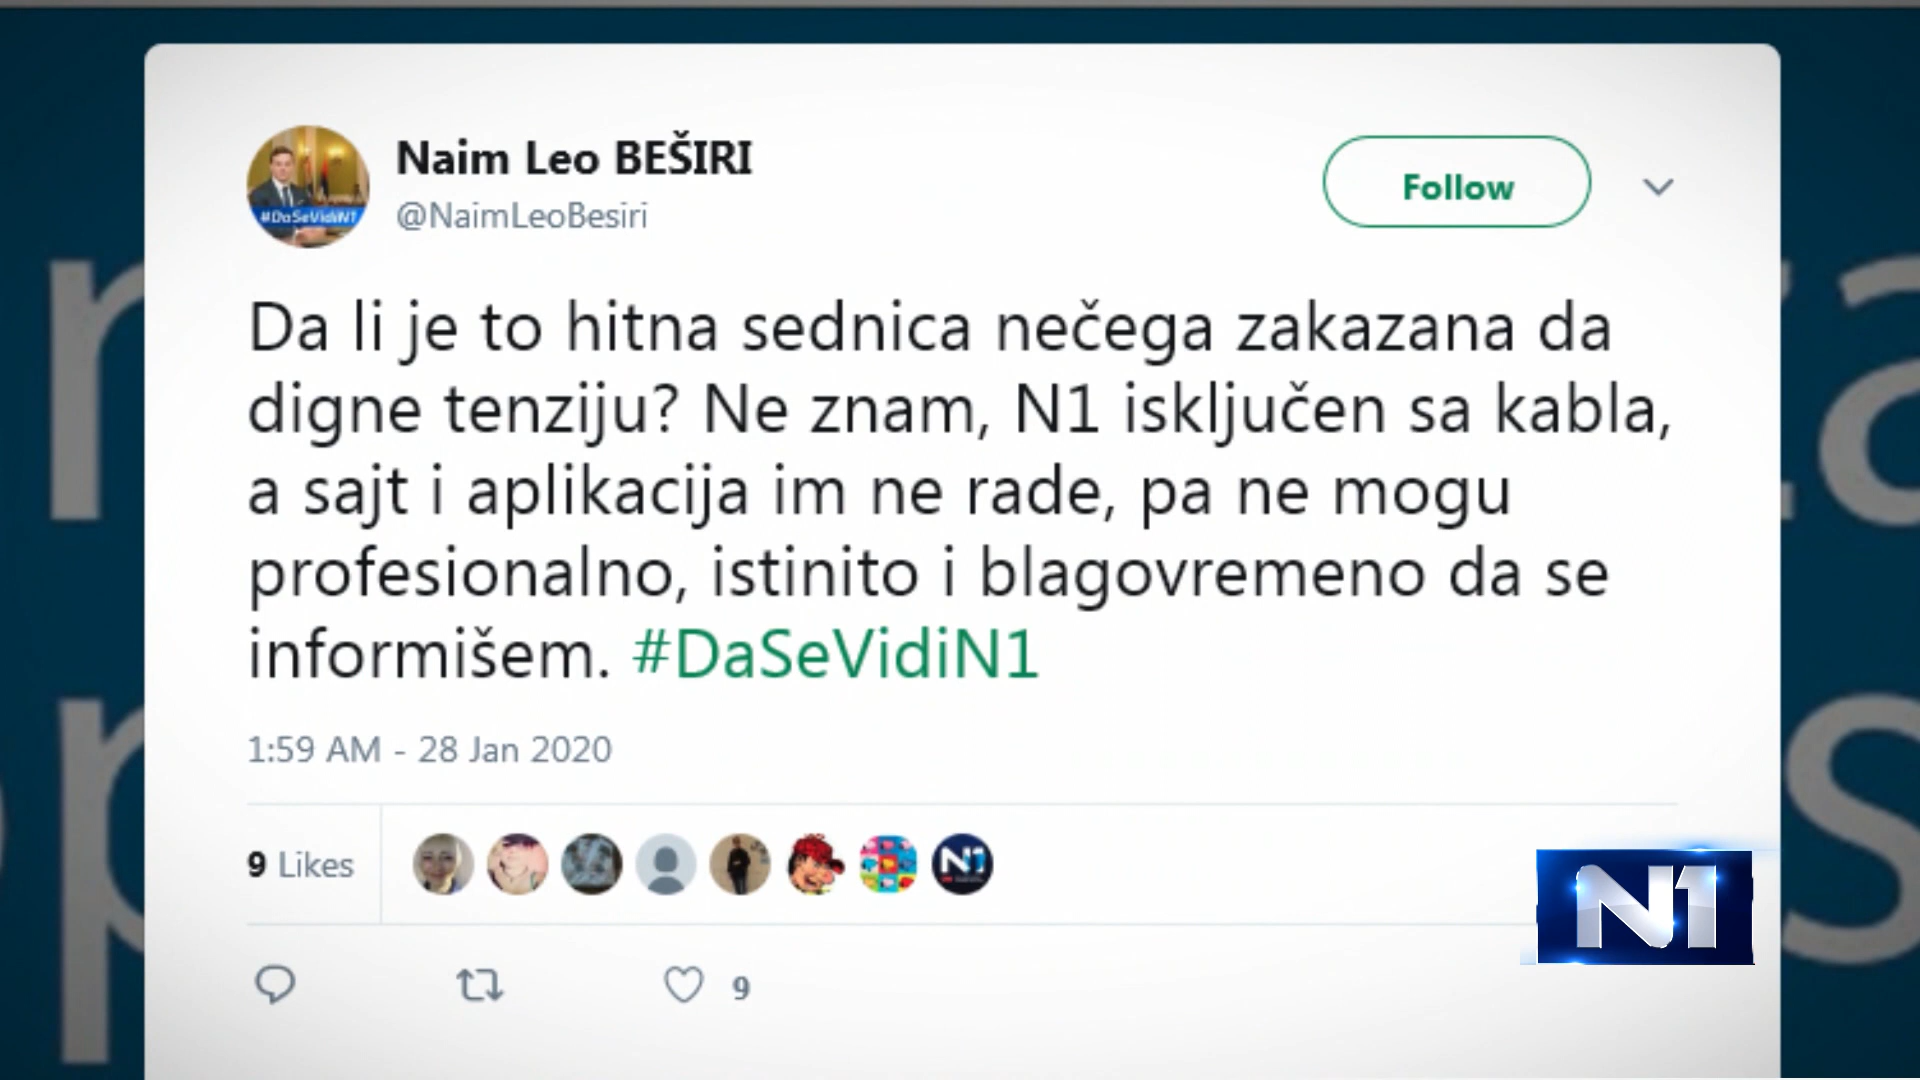 Naim Leo BEŠIRI
@NaimLeoBesiri
Follow
#DaSeVidiN1
Da li je to hitna sednica nečega zakazana da
digne tenziju? Ne znam, N1 isključen sa kabla,
a sajt i aplikacija im ne rade, pa ne mogu
profesionalno, istinito i blagovremeno da se
informišem. #DaSeVidiN1
1:59 AM - 28 Jan 2020
9 Likes
N1
N1
9